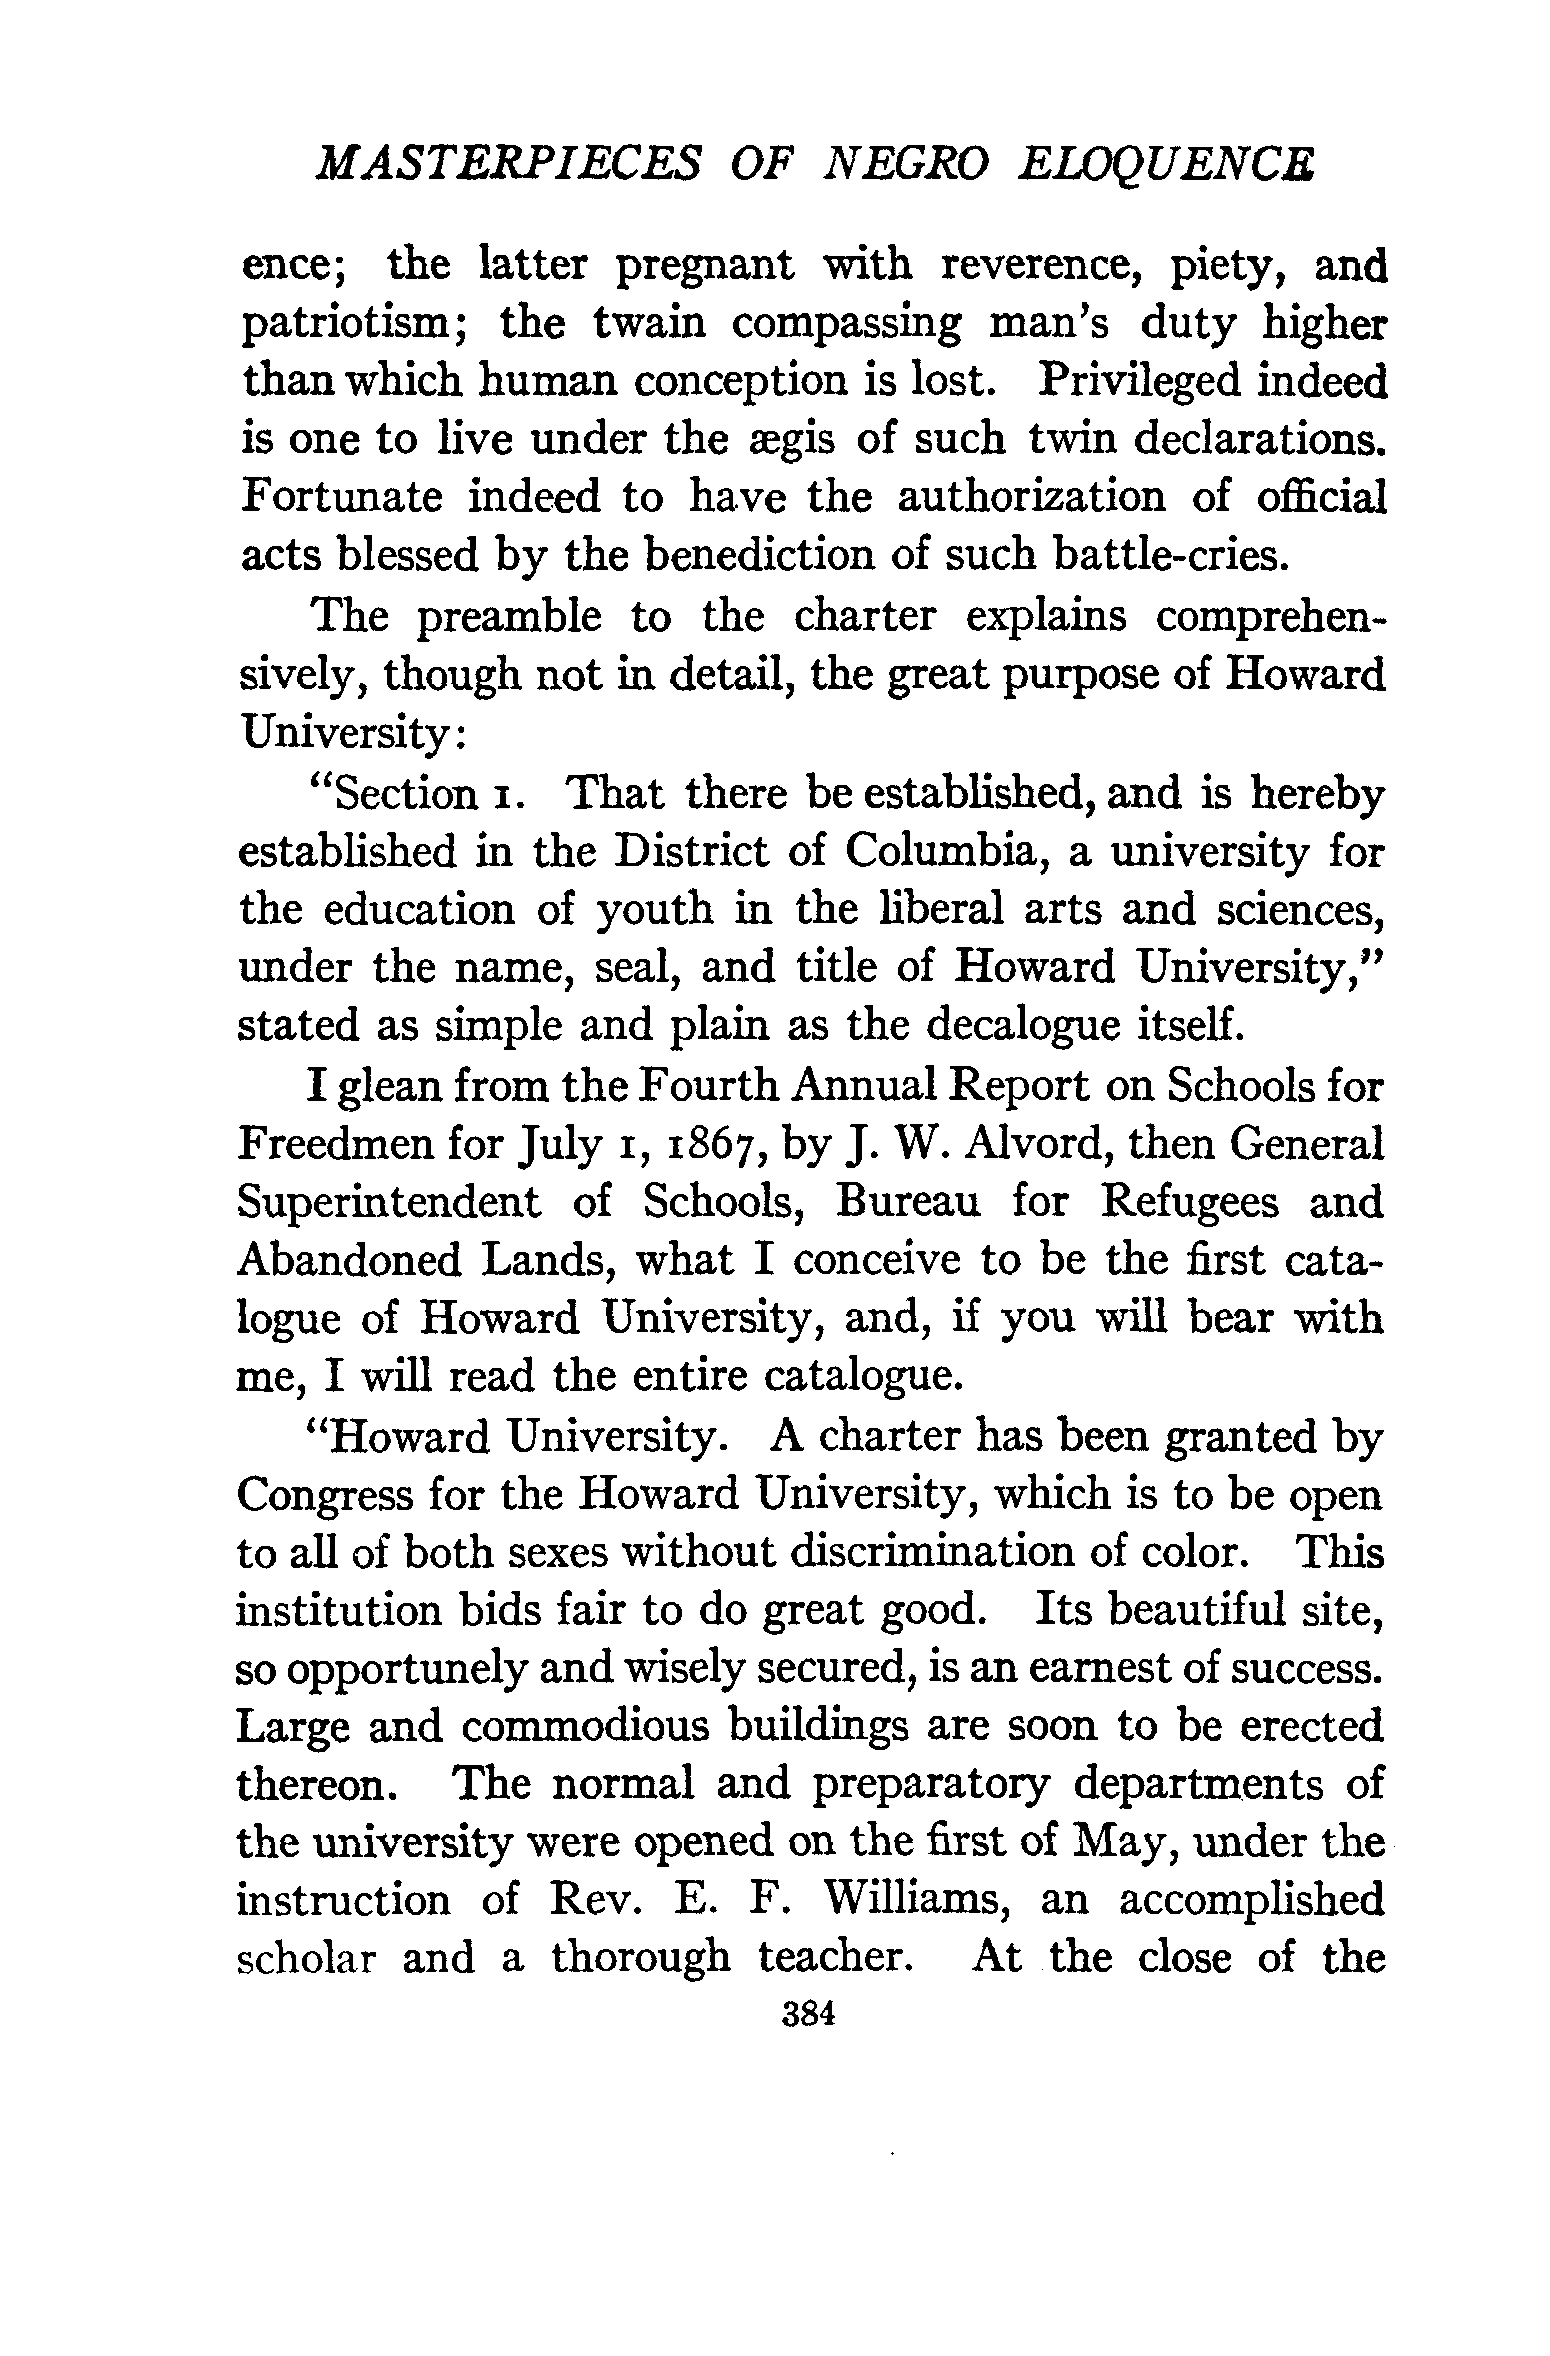 MASTERPIECES OF NEGRO ELOQUENCE
ence; the latter pregnant with reverence, piety, and
patriotism; the twain compassing man's duty higher
than which human conception is lost. Privileged indeed
is one to live under the ægis of such twin declarations.
Fortunate indeed to have the authorization of official
acts blessed by the benediction of such battle-cries.
The preamble to the charter explains comprehen-
sively, though not in detail, the great purpose of Howard
University:
“Section 1. That there be established, and is hereby
established in the District of Columbia, a university for
the education of youth in the liberal arts and sciences,
under the name, seal, and title of Howard University,”
stated as simple and plain as the decalogue itself.
I glean from the Fourth Annual Report on Schools for
Freedmen for July 1, 1867, by J. W. Alvord, then General
Superintendent of Schools, Bureau for Refugees and
Abandoned Lands, what I conceive to be the first cata-
logue of Howard University, and, if you will bear with
me, I will read the entire catalogue.
“Howard University. A charter has been granted by
Congress for the Howard University, which is to be open
to all of both sexes without discrimination of color. This
institution bids fair to do great good. Its beautiful site,
so opportunely and wisely secured, is an earnest of success.
Large and commodious buildings are soon to be erected
thereon. The normal and preparatory departments of
the university were opened on the first of May, under the
instruction of Rev. E. F. Williams, an accomplished
scholar and a thorough teacher. At the close of the
384